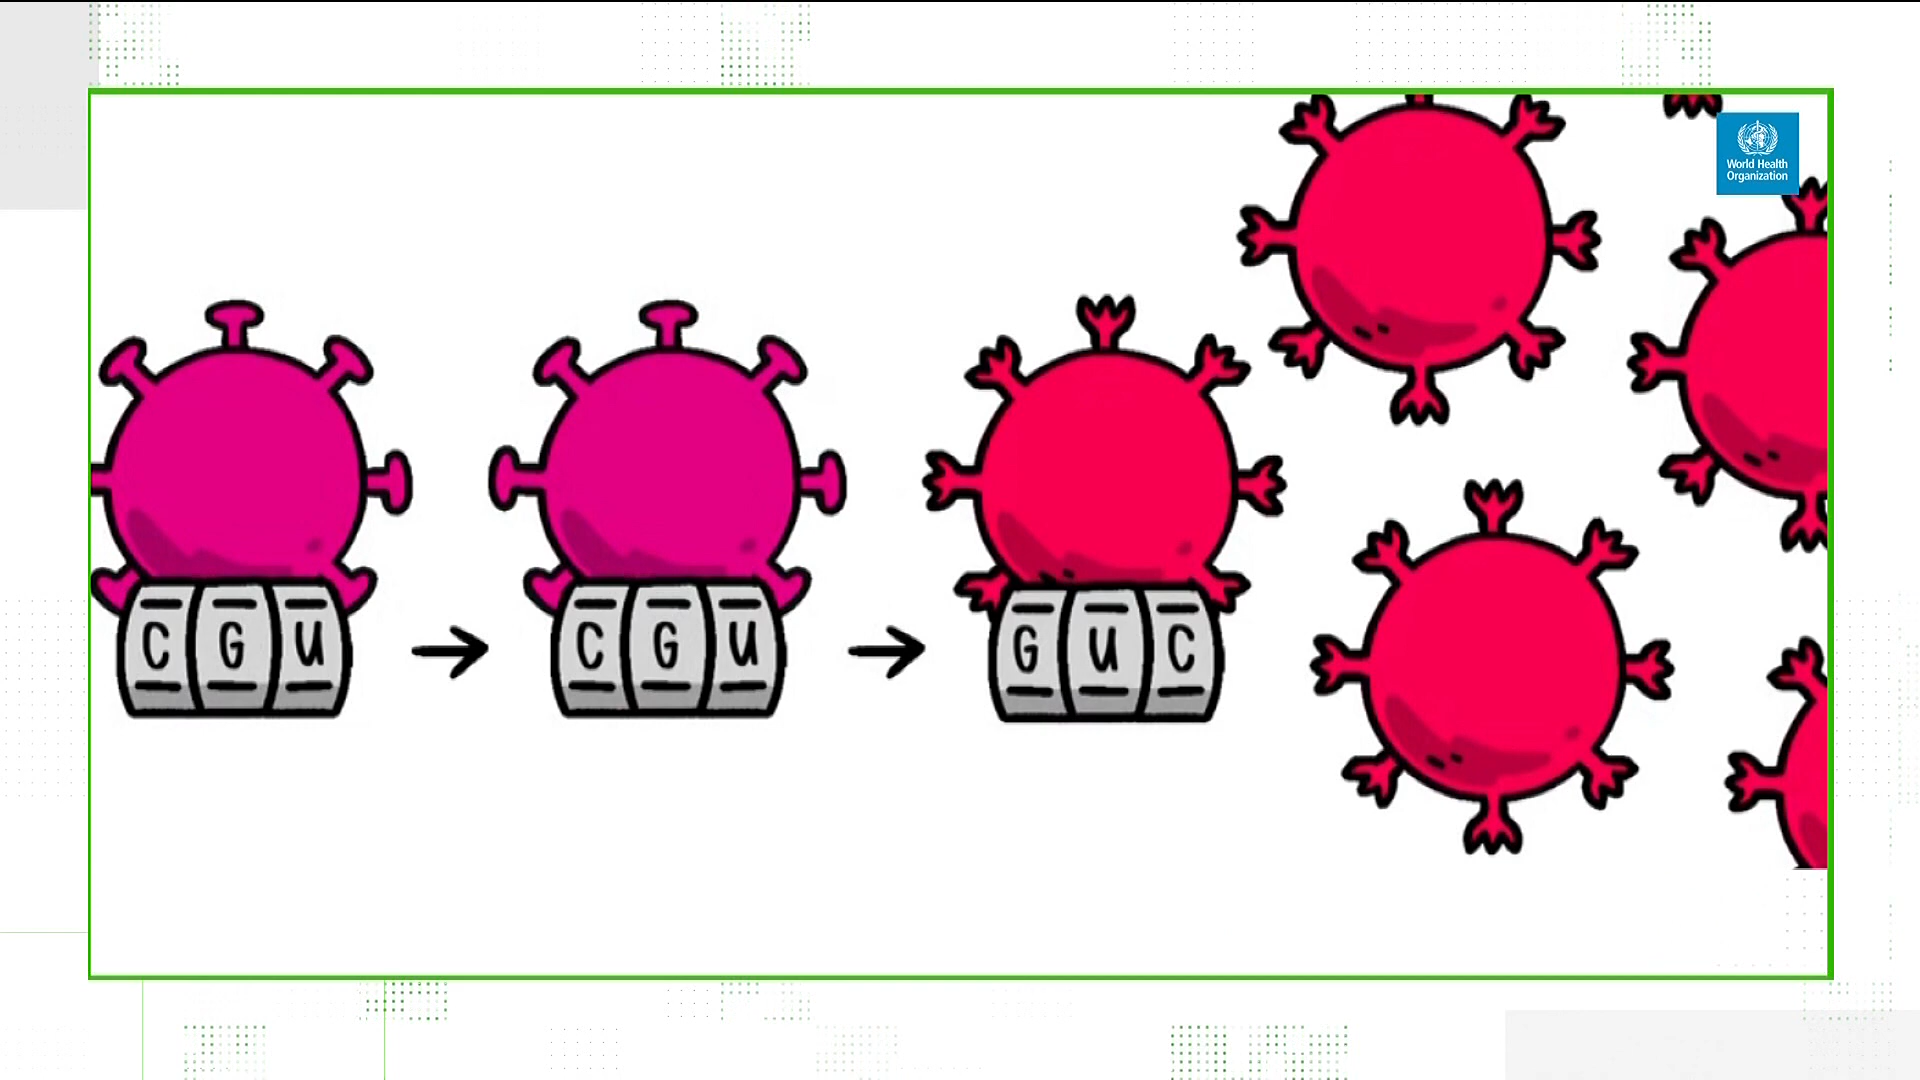 World Health
Organization
C G U
C G U
G U C